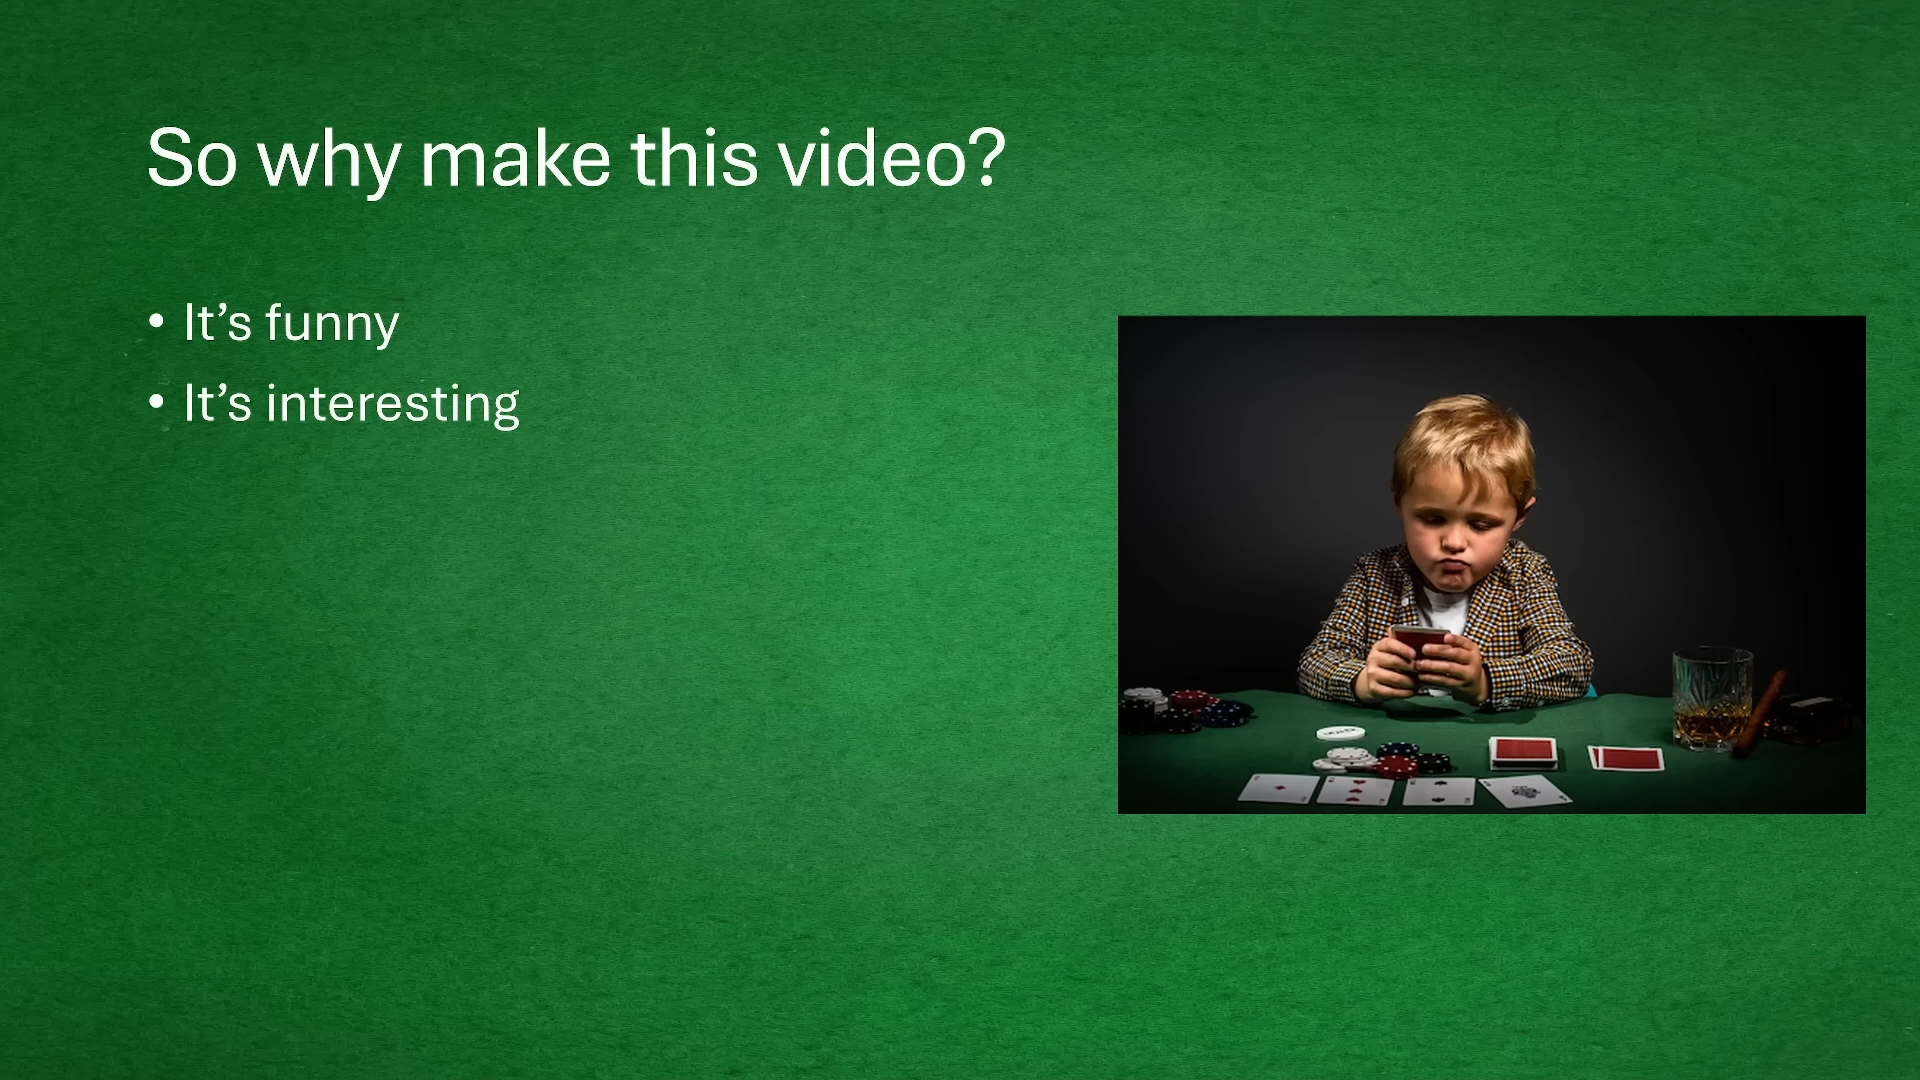 So why make this video?
• It’s funny
• It’s interesting